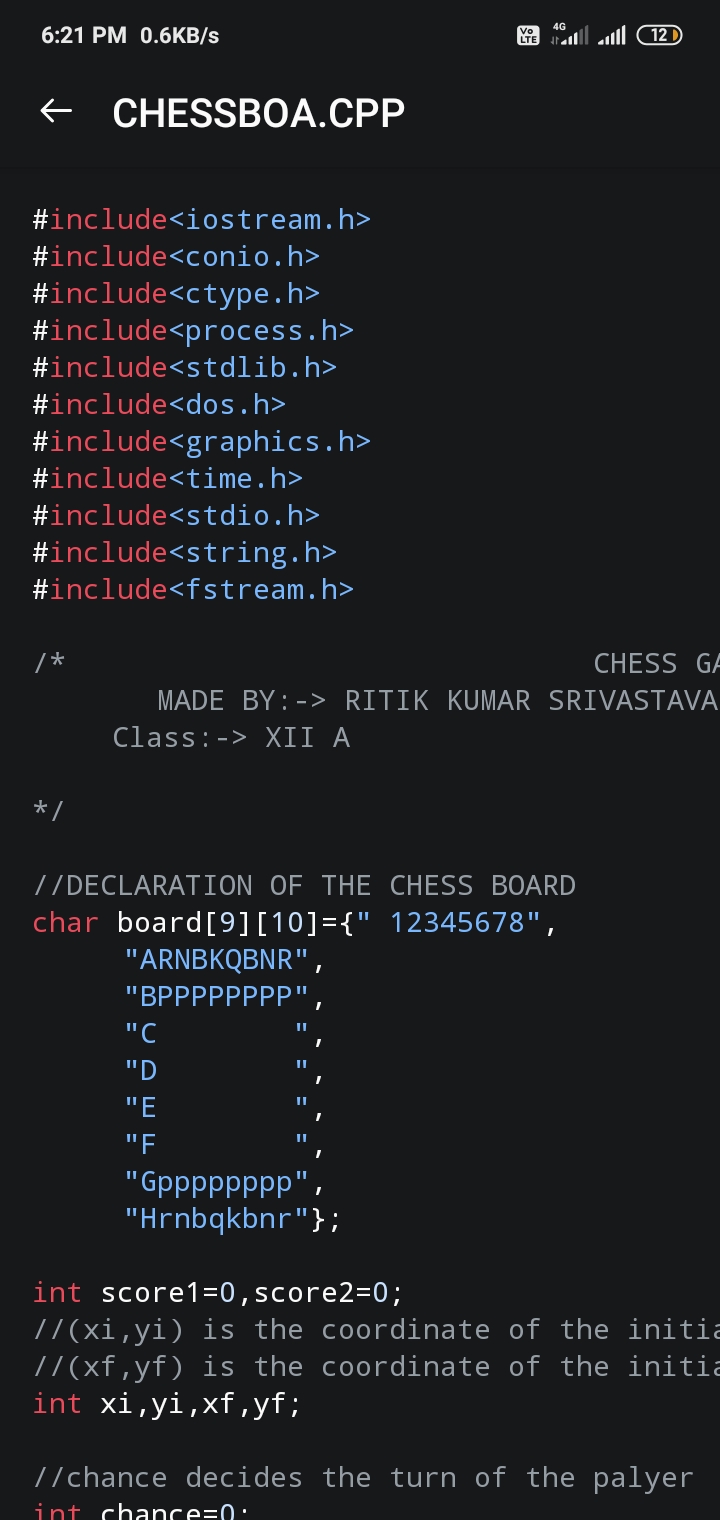 6:21 PM 0.6KB/s Vo LTE 4G 12
CHESSBOA.CPP
#include<iostream.h>
#include<conio.h>
#include<ctype.h>
#include<process.h>
#include<stdlib.h>
#include<dos.h>
#include<graphics.h>
#include<time.h>
#include<stdio.h>
#include<string.h>
#include<fstream.h>
/* CHESS GA
MADE BY:-> RITIK KUMAR SRIVASTAVA
Class:-> XII A
*/
//DECLARATION OF THE CHESS BOARD
char board[9][10]={" 12345678",
"ARNBKQBNR",
"BPPPPPPPP",
"C        ",
"D        ",
"E        ",
"F        ",
"Gpppppppp",
"Hrnbqkbnr"};
int score1=0,score2=0;
//(xi,yi) is the coordinate of the initia
//(xf,yf) is the coordinate of the initia
int xi,yi,xf,yf;
//chance decides the turn of the palyer
int chance=0;